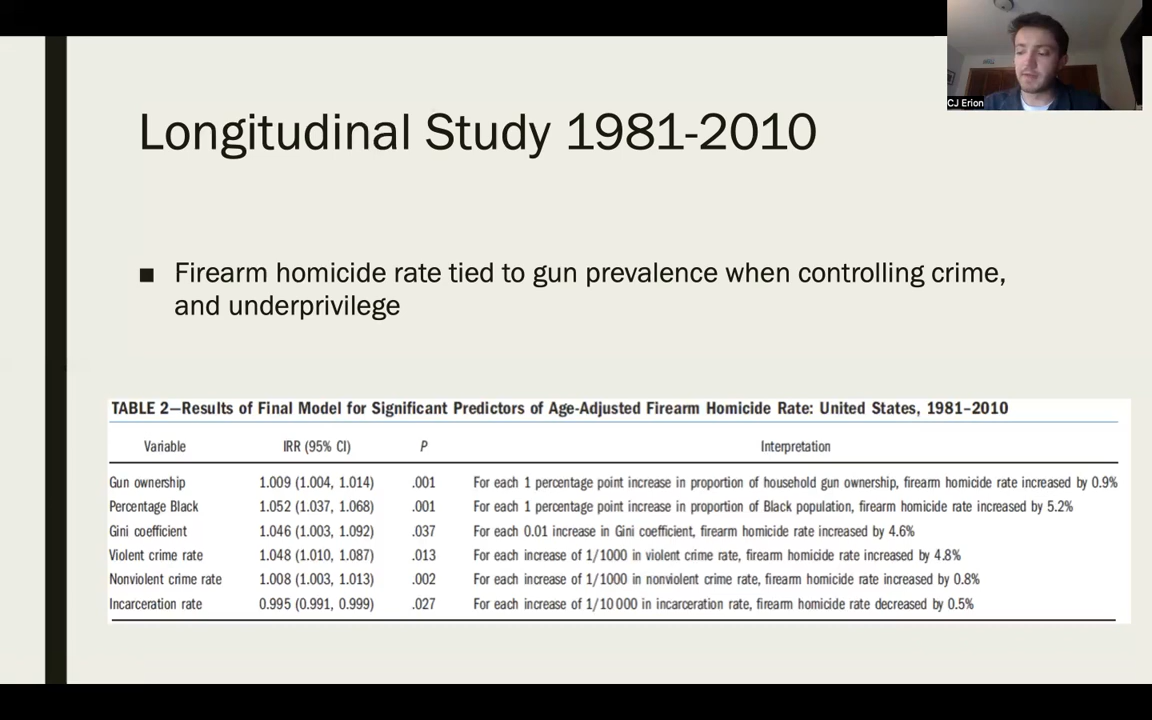 CJ Erion
Longitudinal Study 1981-2010
■ Firearm homicide rate tied to gun prevalence when controlling crime,
and underprivilege
TABLE 2—Results of Final Model for Significant Predictors of Age-Adjusted Firearm Homicide Rate: United States, 1981–2010
Variable IRR (95% CI) P Interpretation
Gun ownership 1.009 (1.004, 1.014) .001 For each 1 percentage point increase in proportion of household gun ownership, firearm homicide rate increased by 0.9%
Percentage Black 1.052 (1.037, 1.068) .001 For each 1 percentage point increase in proportion of Black population, firearm homicide rate increased by 5.2%
Gini coefficient 1.046 (1.003, 1.092) .037 For each 0.01 increase in Gini coefficient, firearm homicide rate increased by 4.6%
Violent crime rate 1.048 (1.010, 1.087) .013 For each increase of 1/1000 in violent crime rate, firearm homicide rate increased by 4.8%
Nonviolent crime rate 1.008 (1.003, 1.013) .002 For each increase of 1/1000 in nonviolent crime rate, firearm homicide rate increased by 0.8%
Incarceration rate 0.995 (0.991, 0.999) .027 For each increase of 1/10 000 in incarceration rate, firearm homicide rate decreased by 0.5%